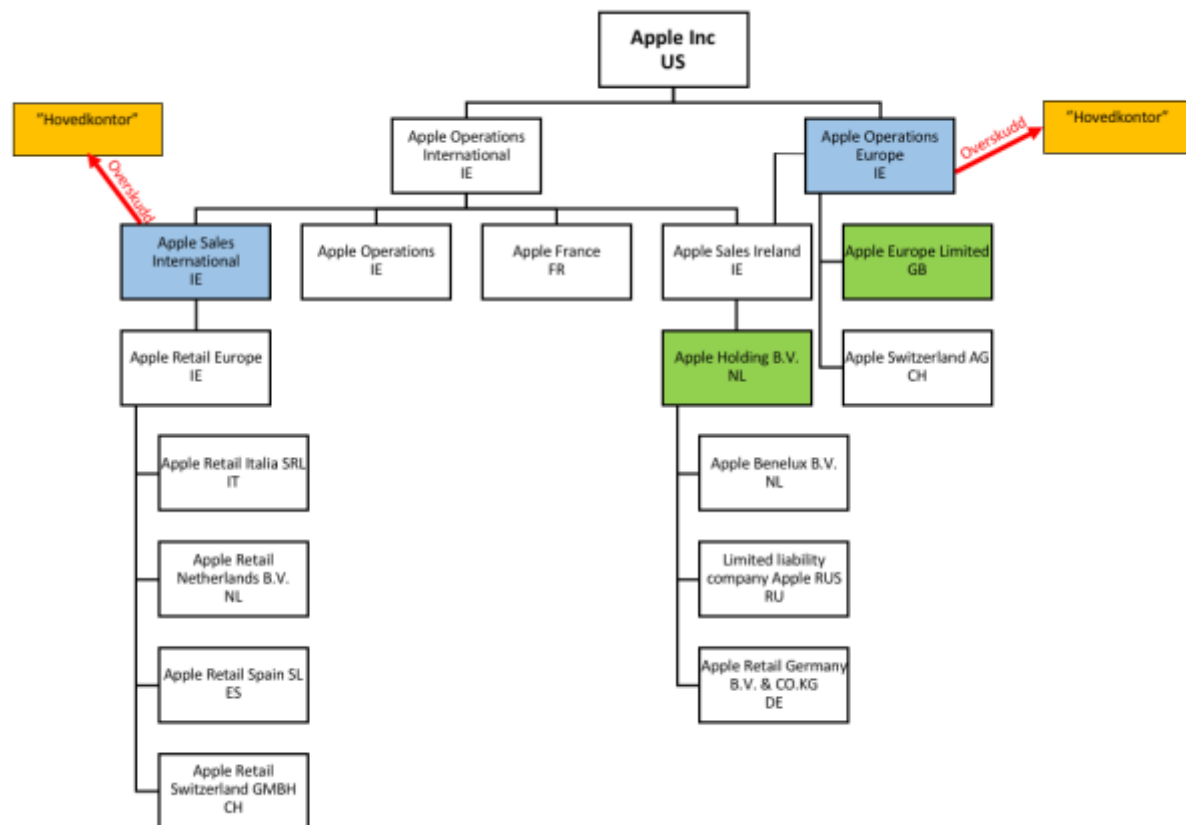 Apple Inc
US
"Hovedkontor"
Overskudd
Apple Operations
International
IE
Apple Operations
Europe
IE
Overskudd
"Hovedkontor"
Apple Sales
International
IE
Apple Operations
IE
Apple France
FR
Apple Sales Ireland
IE
Apple Europe Limited
GB
Apple Retail Europe
IE
Apple Holding B.V.
NL
Apple Switzerland AG
CH
Apple Retail Italia SRL
IT
Apple Benelux B.V.
NL
Apple Retail
Netherlands B.V.
NL
Limited liability
company Apple RUS
RU
Apple Retail Spain SL
ES
Apple Retail Germany
B.V. & CO.KG
DE
Apple Retail
Switzerland GMBH
CH